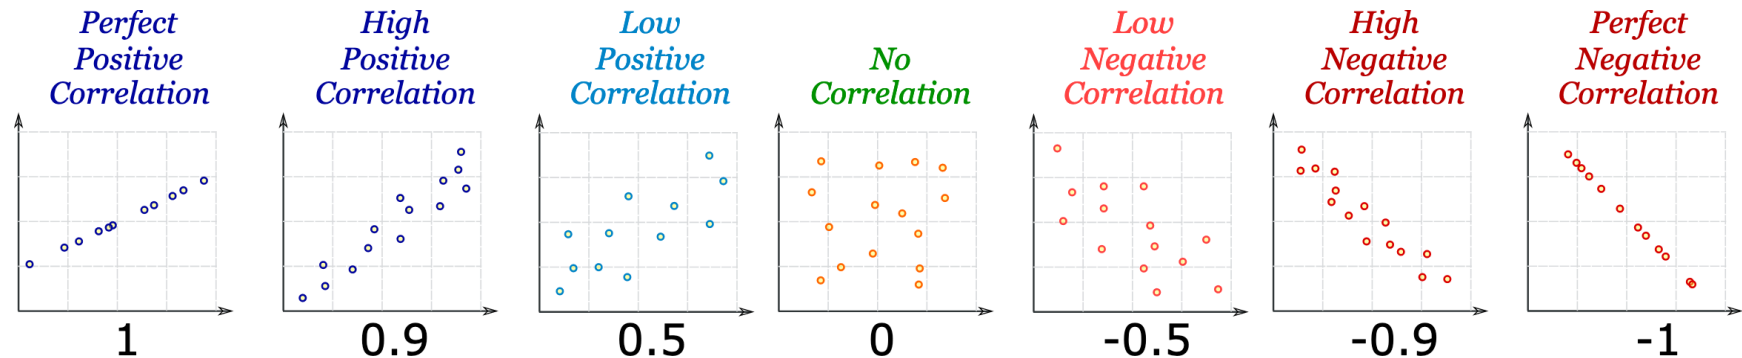 Perfect
Positive
Correlation
High
Positive
Correlation
Low
Positive
Correlation
No
Correlation
Low
Negative
Correlation
High
Negative
Correlation
Perfect
Negative
Correlation
1
0.9
0.5
0
-0.5
-0.9
-1